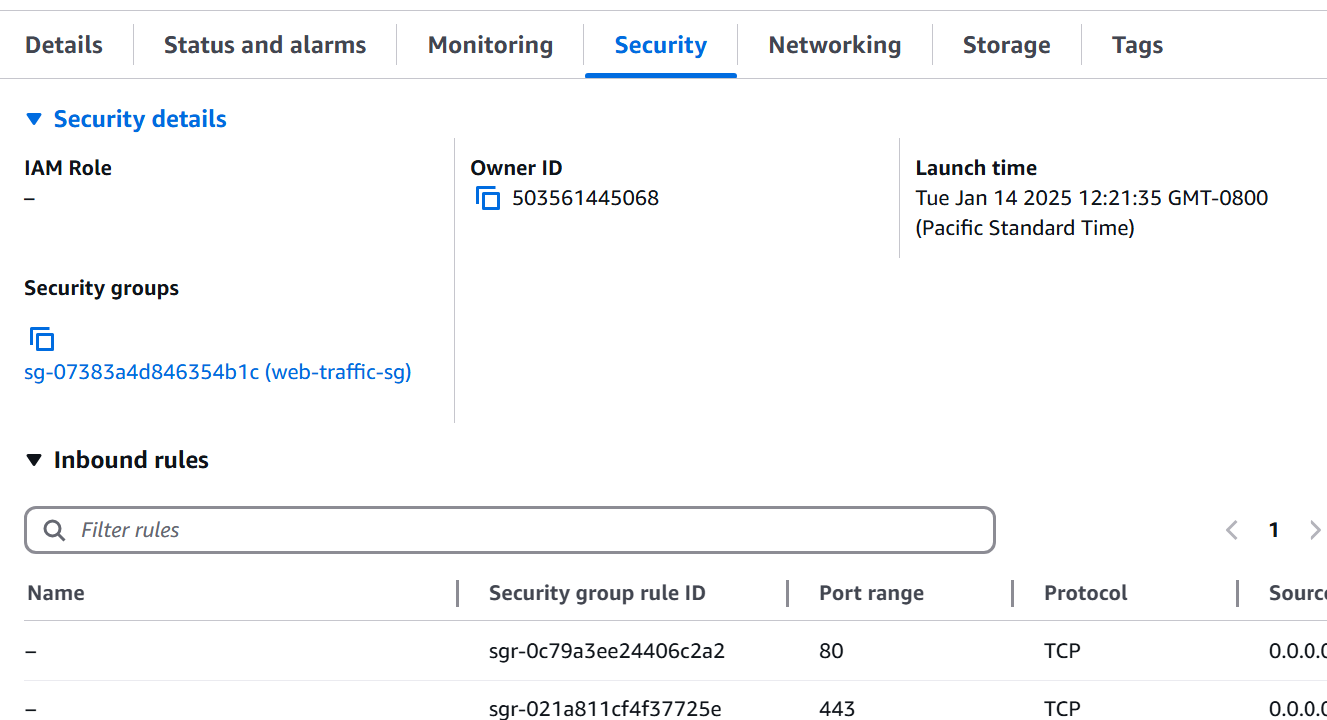 Details Status and alarms Monitoring Security Networking Storage Tags
Security details
IAM Role
–
Owner ID
503561445068
Launch time
Tue Jan 14 2025 12:21:35 GMT-0800
(Pacific Standard Time)
Security groups
sg-07383a4d846354b1c (web-traffic-sg)
Inbound rules
Filter rules
1
Name Security group rule ID Port range Protocol
– sgr-0c79a3ee24406c2a2 80 TCP
– sgr-021a811cf4f37725e 443 TCP